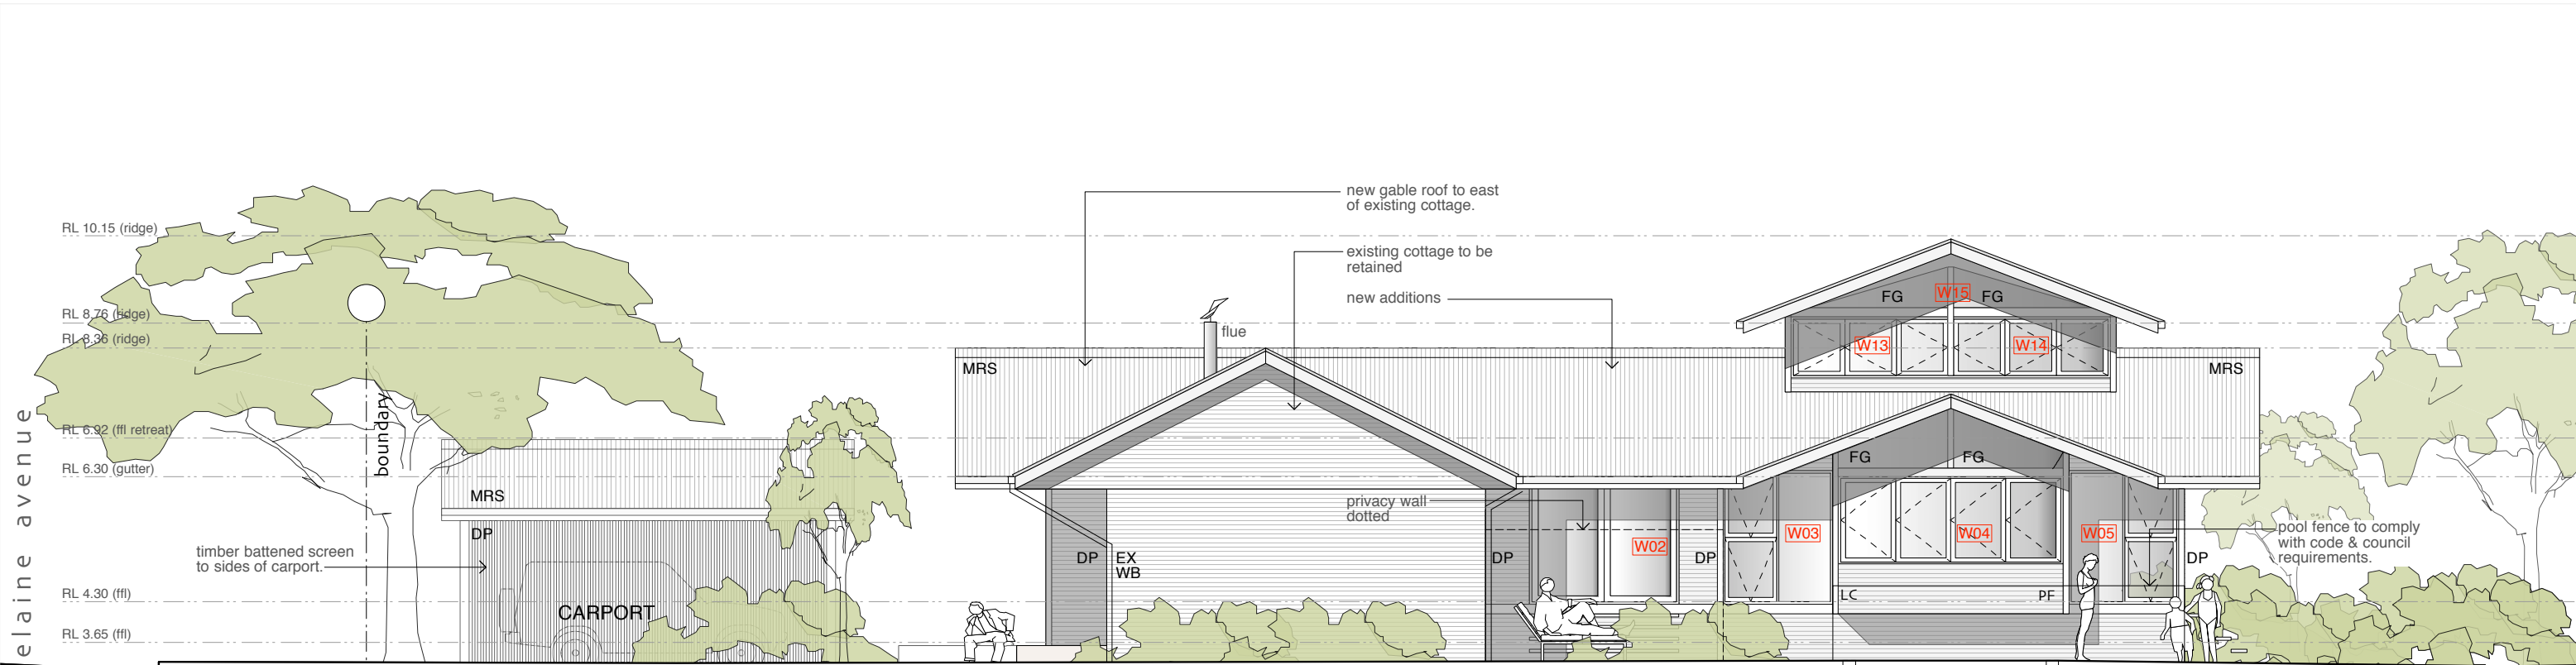 new gable roof to east
of existing cottage.
RL 10.15 (ridge)
existing cottage to be
retained
FG
W15
FG
new additions
RL 8.76 (ridge)
flue
RL 8.36 (ridge)
W13
W14
MRS
MRS
boundary
RL 6.92 (ffl retreat)
FG
FG
RL 6.30 (gutter)
MRS
privacy wall
dotted
DP
W02
W03
W04
W05
pool fence to comply
with code & council
requirements.
timber battened screen
to sides of carport.
DP
EX
WB
DP
DP
DP
RL 4.30 (ffl)
LC
PF
CARPORT
RL 3.65 (ffl)
elaine avenue